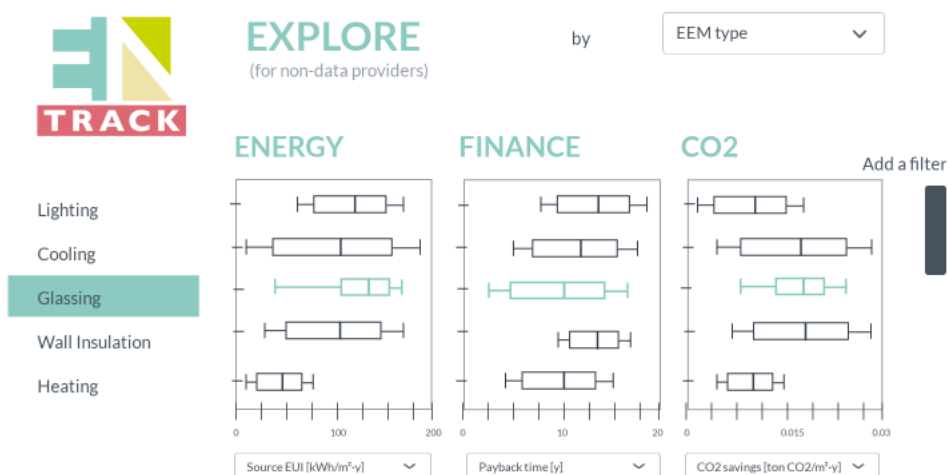 EN
TRACK
EXPLORE
(for non-data providers)
by
EEM type
ENERGY
FINANCE
CO2
Add a filter
Lighting
Cooling
Glassing
Wall Insulation
Heating
0 100 200
0 10 20
0 0.015 0.03
Source EUI [kWh/m²·y]
Payback time [y]
CO2 savings [ton CO2/m²·y]